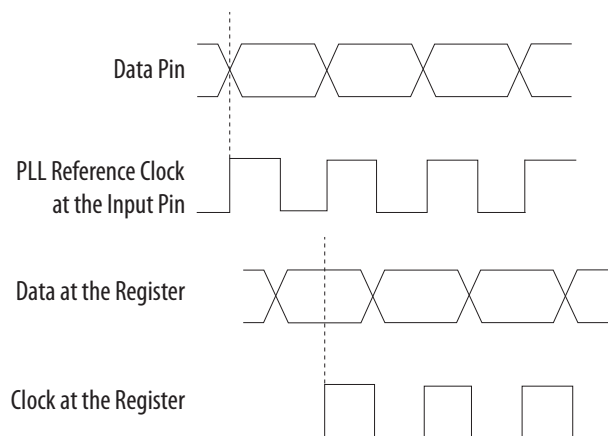 Data Pin
PLL Reference Clock
at the Input Pin
Data at the Register
Clock at the Register